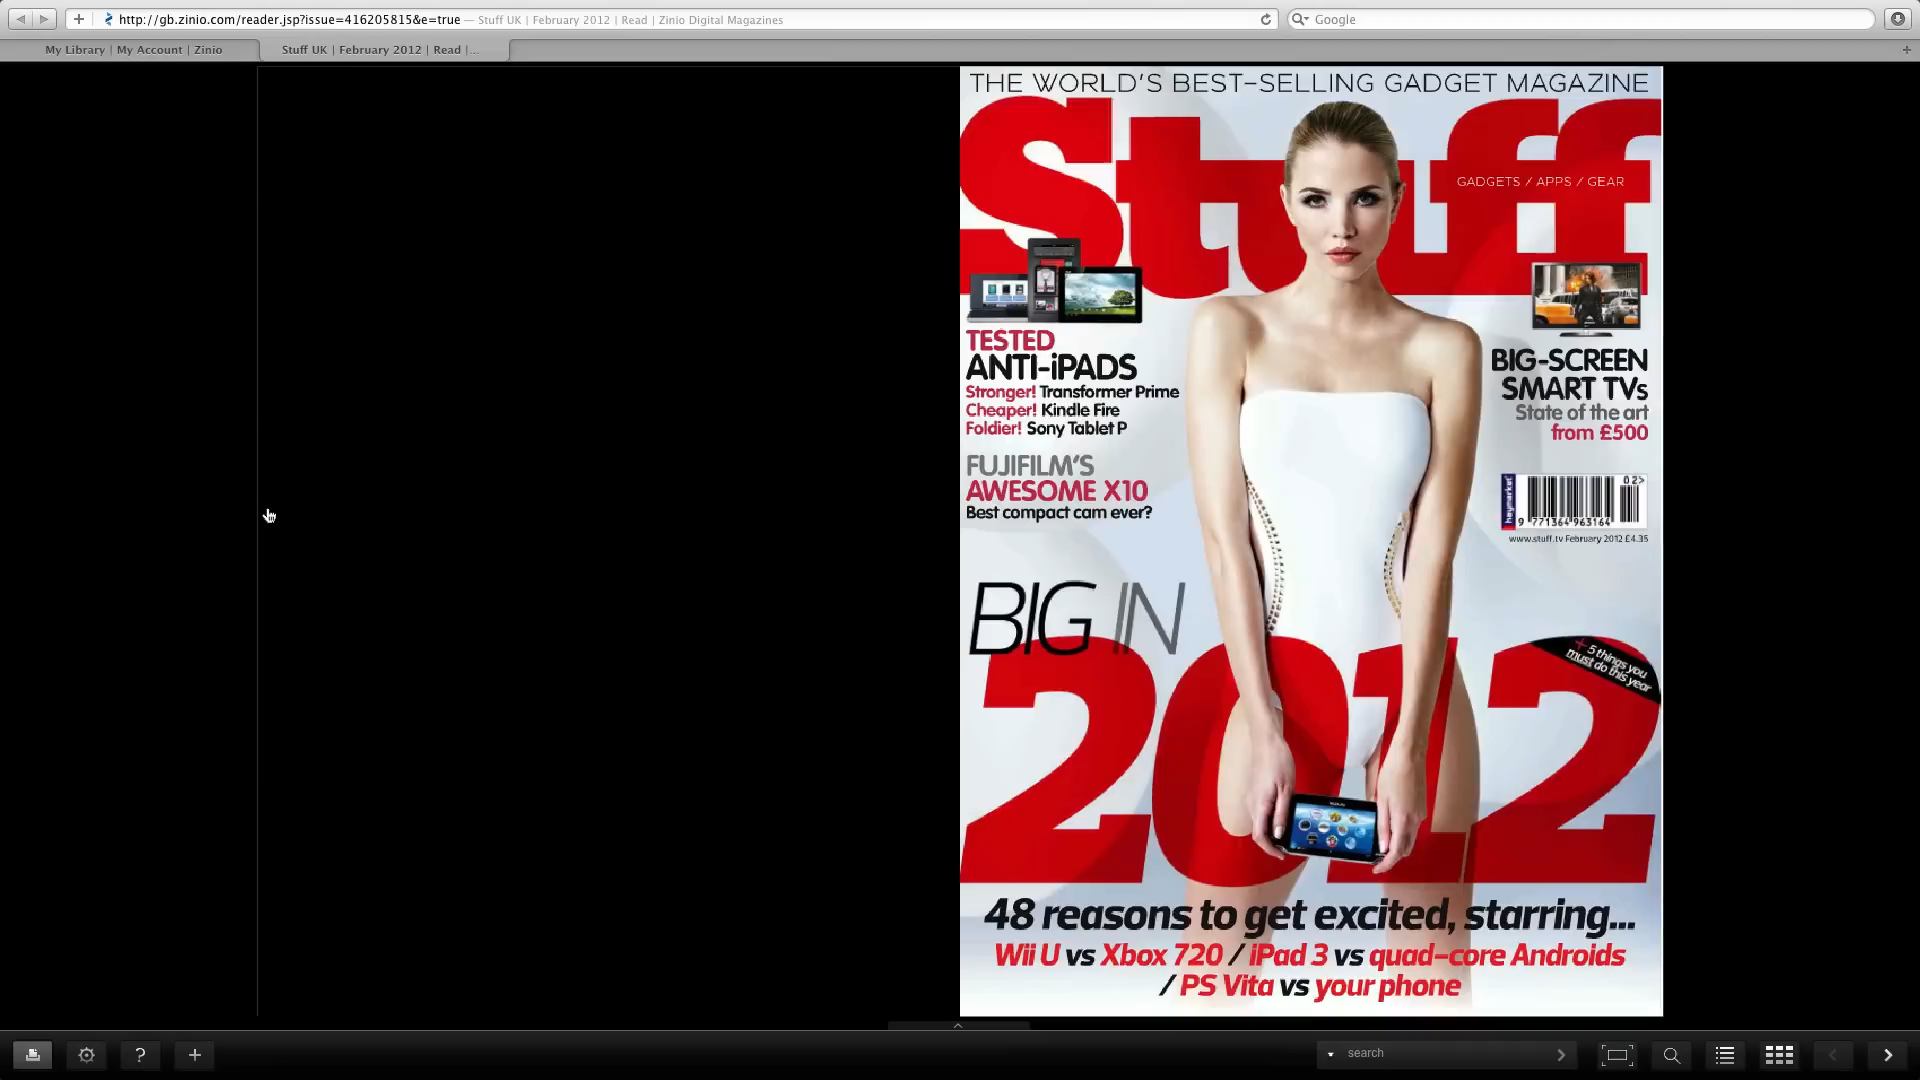 http://gb.zinio.com/reader.jsp?issue=416205815&e=true — Stuff UK | February 2012 | Read | Zinio Digital Magazines
Google
My Library | My Account | Zinio
Stuff UK | February 2012 | Read |...
THE WORLD'S BEST-SELLING GADGET MAGAZINE
Stuff
GADGETS / APPS / GEAR
TESTED
ANTI-iPADS
Stronger! Transformer Prime
Cheaper! Kindle Fire
Foldier! Sony Tablet P
FUJIFILM'S
AWESOME X10
Best compact cam ever?
BIG-SCREEN
SMART TVs
State of the art
from £500
haymarket
02>
9 771364 963164
www.stuff.tv February 2012 £4.35
BIG IN
2012
+ 5 things you
must do this year
48 reasons to get excited, starring...
Wii U vs Xbox 720 / iPad 3 vs quad-core Androids
/ PS Vita vs your phone
?
search